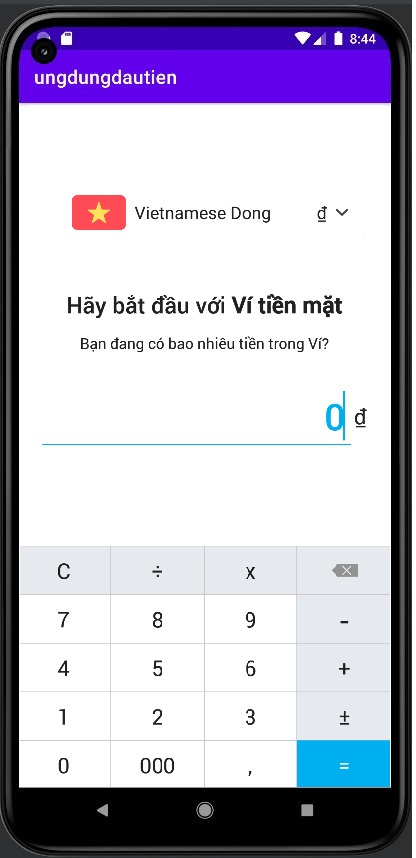 8:44
ungdungdautien
Vietnamese Dong ₫
Hãy bắt đầu với Ví tiền mặt
Bạn đang có bao nhiêu tiền trong Ví?
0 ₫
C ÷ x
7 8 9 -
4 5 6 +
1 2 3 ±
0 000 , =